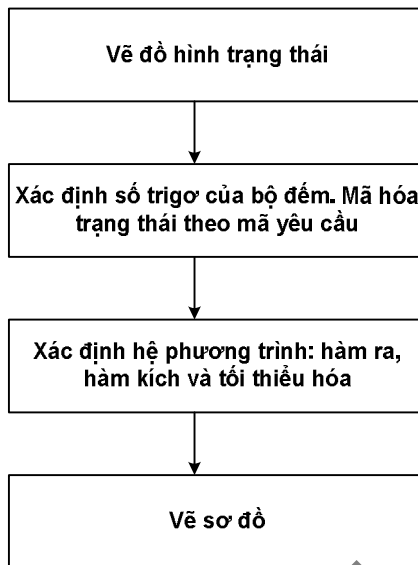 Vẽ đồ hình trạng thái
Xác định số trigơ của bộ đếm. Mã hóa
trạng thái theo mã yêu cầu
Xác định hệ phương trình: hàm ra,
hàm kích và tối thiểu hóa
Vẽ sơ đồ